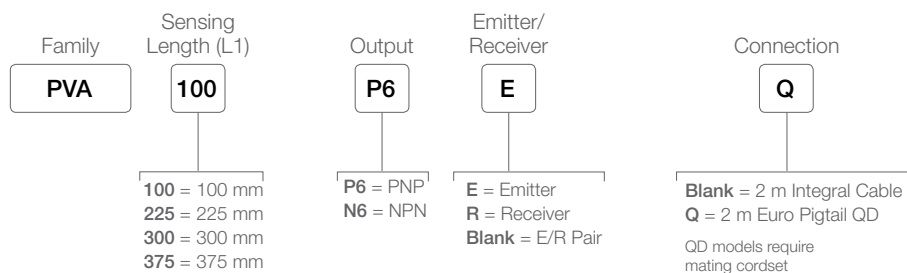 Family
Sensing
Length (L1)
Output
Emitter/
Receiver
Connection
PVA
100
P6
E
Q
100 = 100 mm
225 = 225 mm
300 = 300 mm
375 = 375 mm
P6 = PNP
N6 = NPN
E = Emitter
R = Receiver
Blank = E/R Pair
Blank = 2 m Integral Cable
Q = 2 m Euro Pigtail QD
QD models require
mating cordset